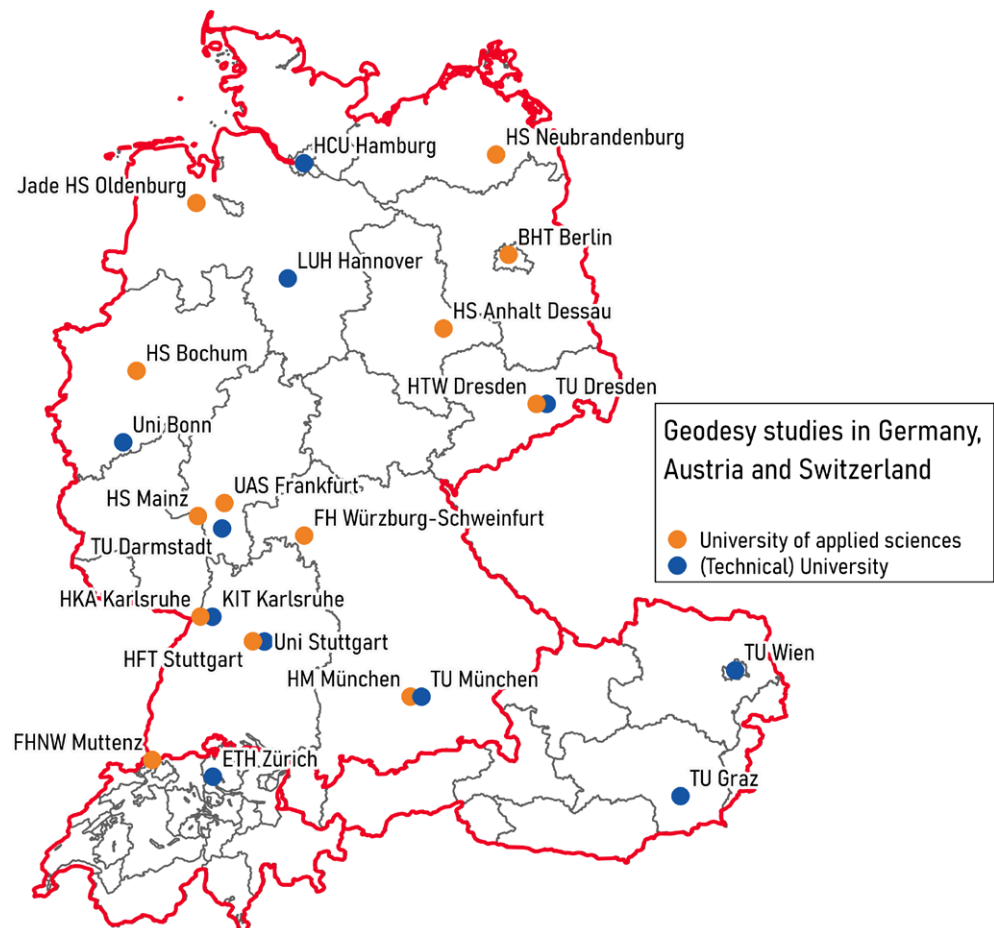 HCU Hamburg
HS Neubrandenburg
Jade HS Oldenburg
BHT Berlin
LUH Hannover
HS Anhalt Dessau
HS Bochum
HTW Dresden
TU Dresden
Uni Bonn
Geodesy studies in Germany,
Austria and Switzerland
UAS Frankfurt
HS Mainz
FH Würzburg-Schweinfurt
University of applied sciences
TU Darmstadt
(Technical) University
HKA Karlsruhe
KIT Karlsruhe
Uni Stuttgart
HFT Stuttgart
TU Wien
HM München
TU München
FHNW Muttenz
ETH Zürich
TU Graz